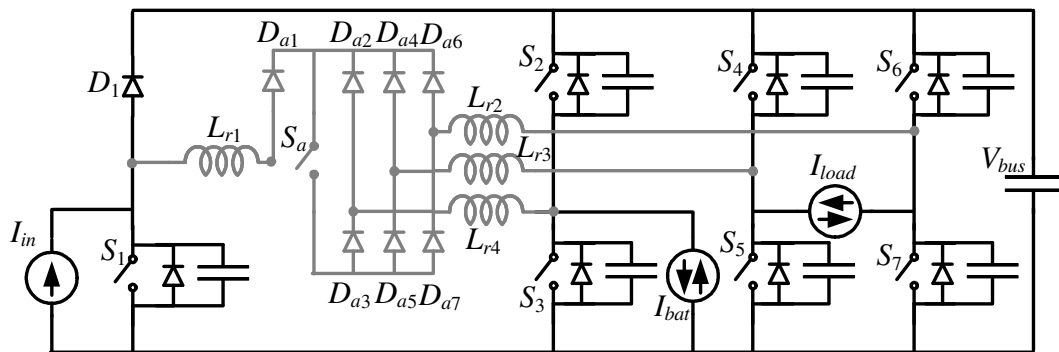 D_{a1} D_{a2} D_{a4} D_{a6} S_2 S_4 S_6
D_1
L_{r1} S_a L_{r2}
L_{r3} I_{load} V_{bus}
I_{in} S_1 L_{r4} S_5 S_7
S_3
D_{a3} D_{a5} D_{a7} I_{bat}